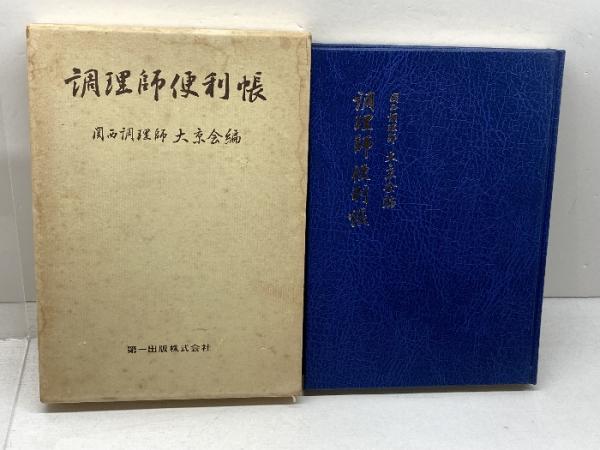 調理師便利帳
関西調理師 大京会編
第一出版株式会社
関西調理師 大京会編
調理師便利帳